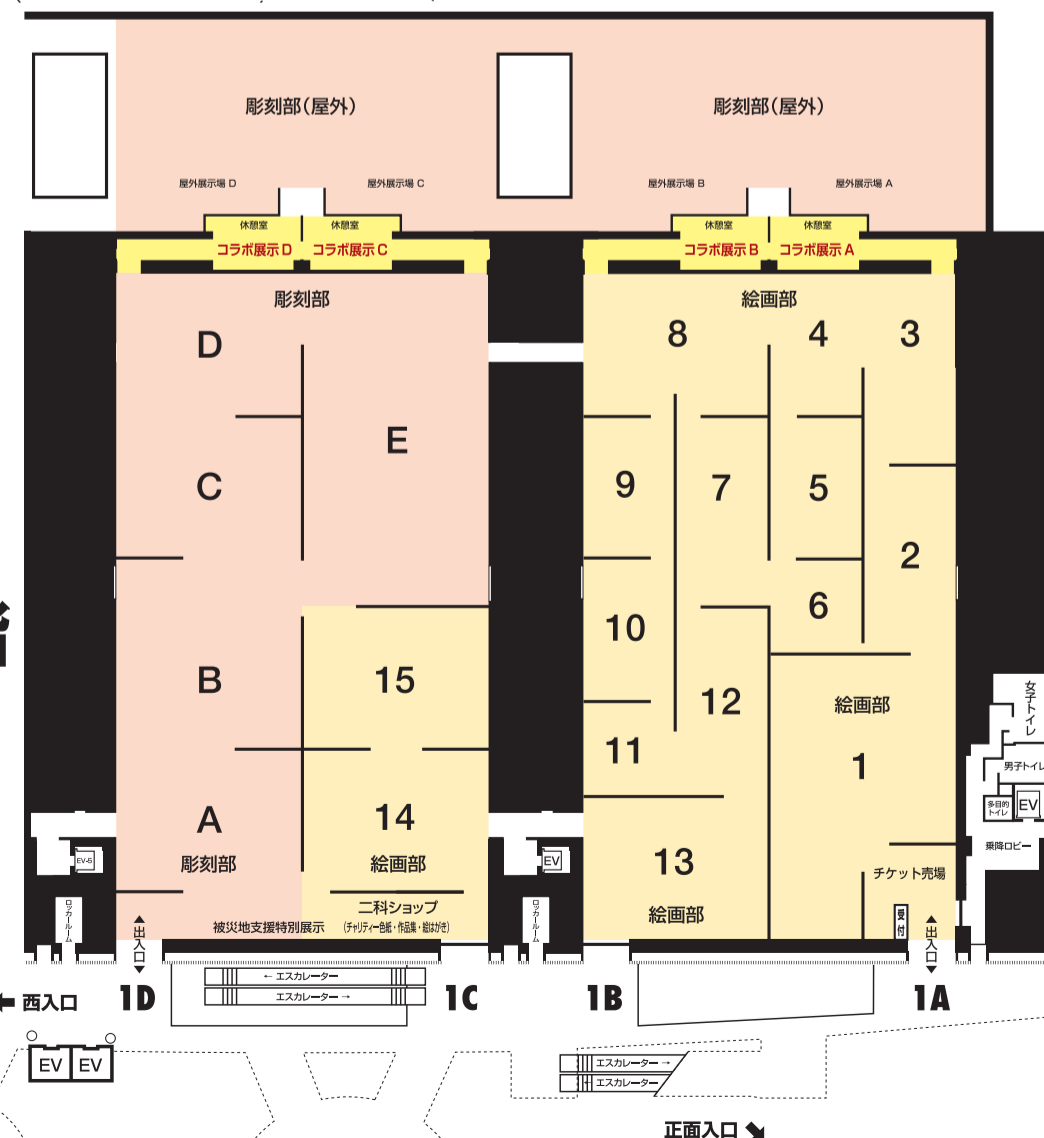 彫刻部(屋外)
彫刻部(屋外)
屋外展示場 D
屋外展示場 C
屋外展示場 B
屋外展示場 A
休憩室
休憩室
休憩室
休憩室
コラボ展示 D
コラボ展示 C
コラボ展示 B
コラボ展示 A
彫刻部
絵画部
D
8
4
3
E
C
9
7
5
2
6
10
B
15
12
絵画部
11
1
女子トイレ
男子トイレ
多目的
トイレ
EV
乗降ロビー
A
14
13
彫刻部
絵画部
EV-5
EV
チケット売場
二科ショップ
(チャリティー色紙・作品集・絵はがき)
被災地支援特別展示
絵画部
受付
ロッカールーム
ロッカールーム
出入口
出入口
← エスカレーター
エスカレーター →
← 西入口
1D
1C
1B
1A
EV
EV
エスカレーター →
← エスカレーター
正面入口